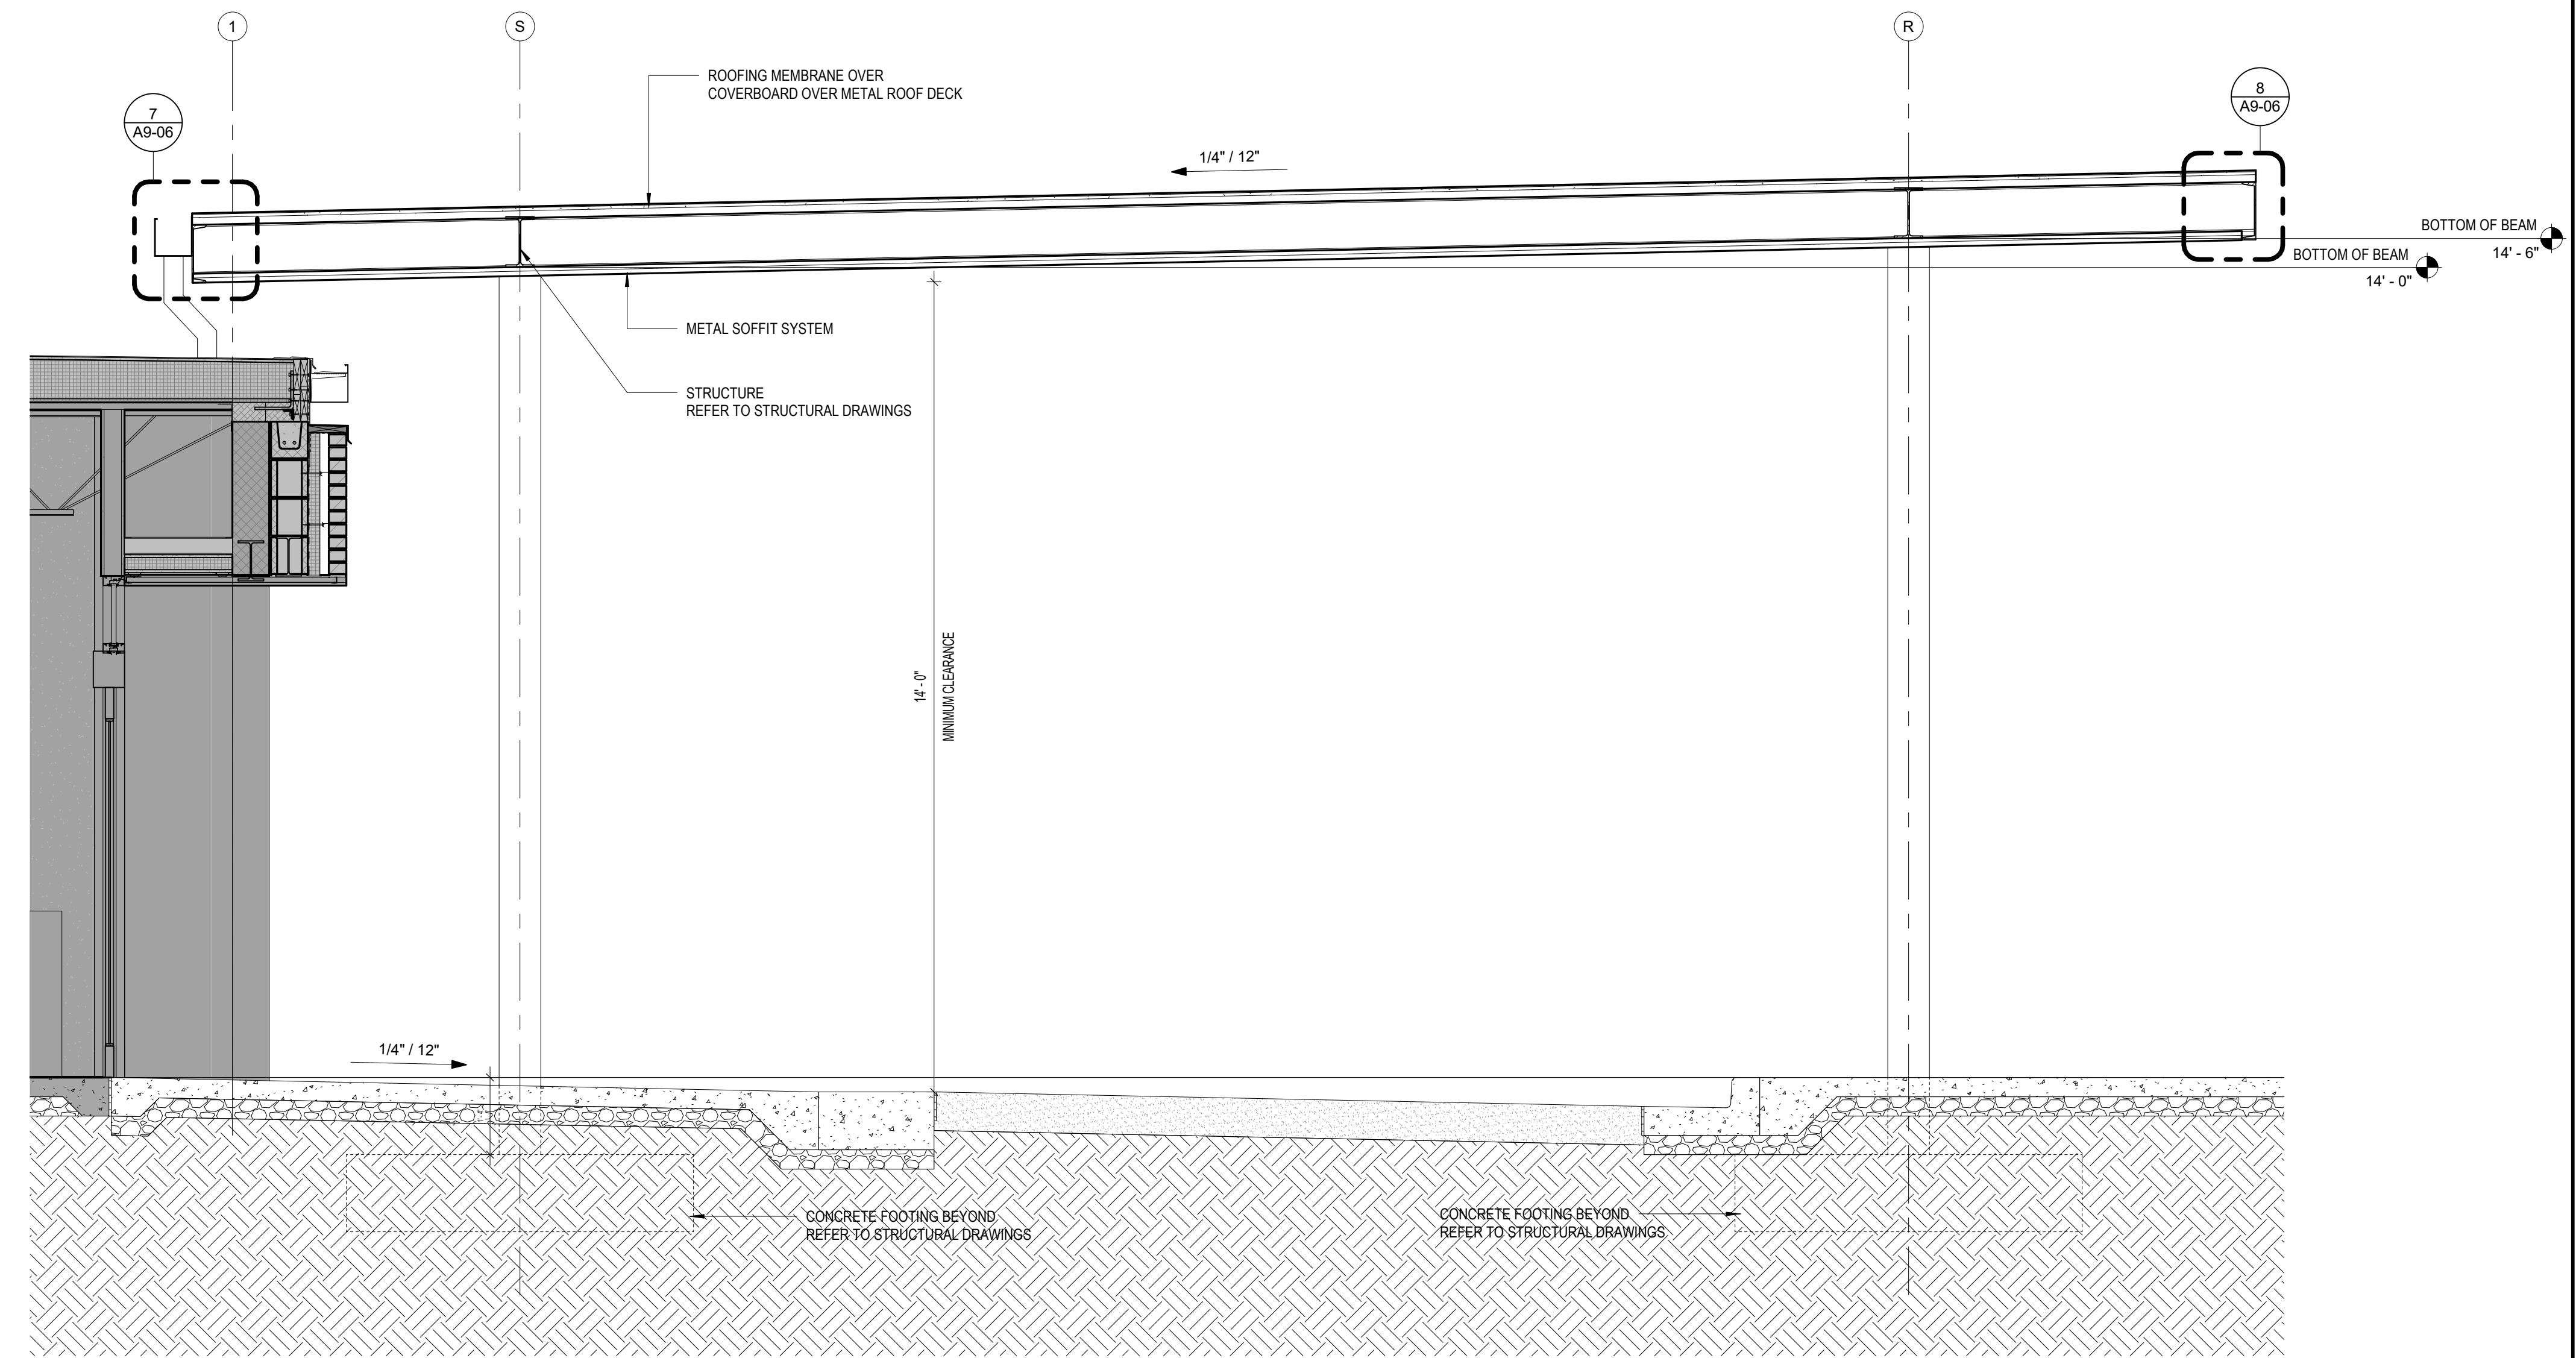 1
S
R
ROOFING MEMBRANE OVER
COVERBOARD OVER METAL ROOF DECK
7
A9-06
8
A9-06
1/4" / 12"
BOTTOM OF BEAM
14' - 6"
BOTTOM OF BEAM
14' - 0"
METAL SOFFIT SYSTEM
STRUCTURE
REFER TO STRUCTURAL DRAWINGS
14' - 0"
MINIMUM CLEARANCE
1/4" / 12"
CONCRETE FOOTING BEYOND
REFER TO STRUCTURAL DRAWINGS
CONCRETE FOOTING BEYOND
REFER TO STRUCTURAL DRAWINGS